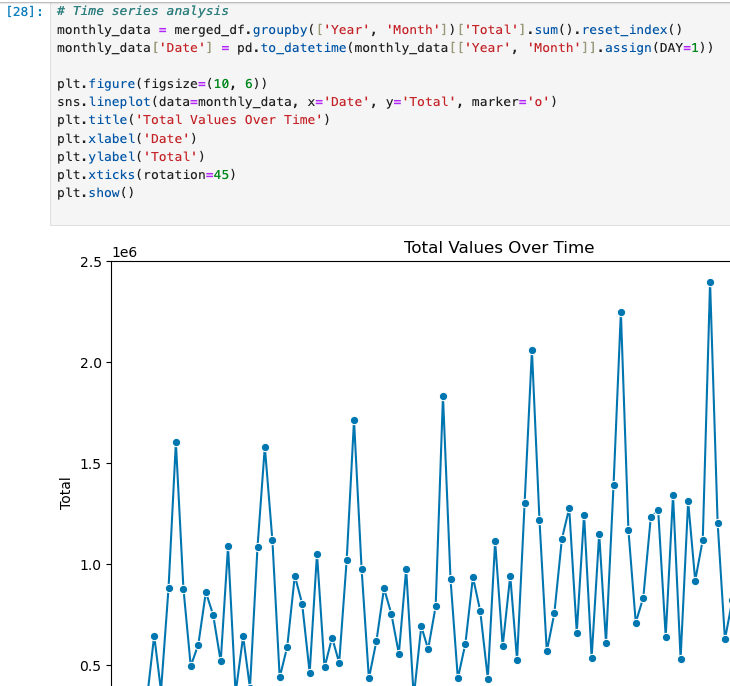 [28]: # Time series analysis
monthly_data = merged_df.groupby(['Year', 'Month'])['Total'].sum().reset_index()
monthly_data['Date'] = pd.to_datetime(monthly_data[['Year', 'Month']].assign(DAY=1))
plt.figure(figsize=(10, 6))
sns.lineplot(data=monthly_data, x='Date', y='Total', marker='o')
plt.title('Total Values Over Time')
plt.xlabel('Date')
plt.ylabel('Total')
plt.xticks(rotation=45)
plt.show()
Total Values Over Time
1e6
2.5
2.0
1.5
Total
1.0
0.5